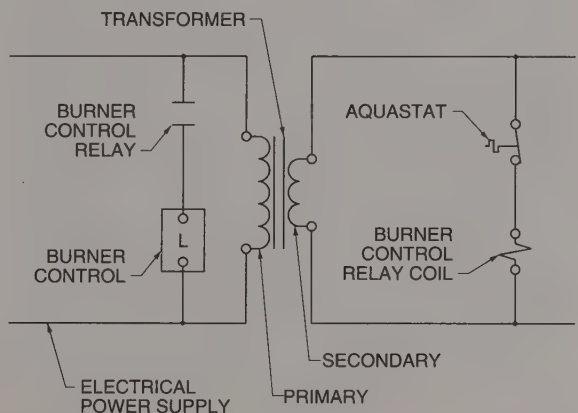 TRANSFORMER
BURNER
CONTROL
RELAY
AQUASTAT
BURNER
CONTROL
L
BURNER
CONTROL
RELAY COIL
SECONDARY
ELECTRICAL
POWER SUPPLY
PRIMARY